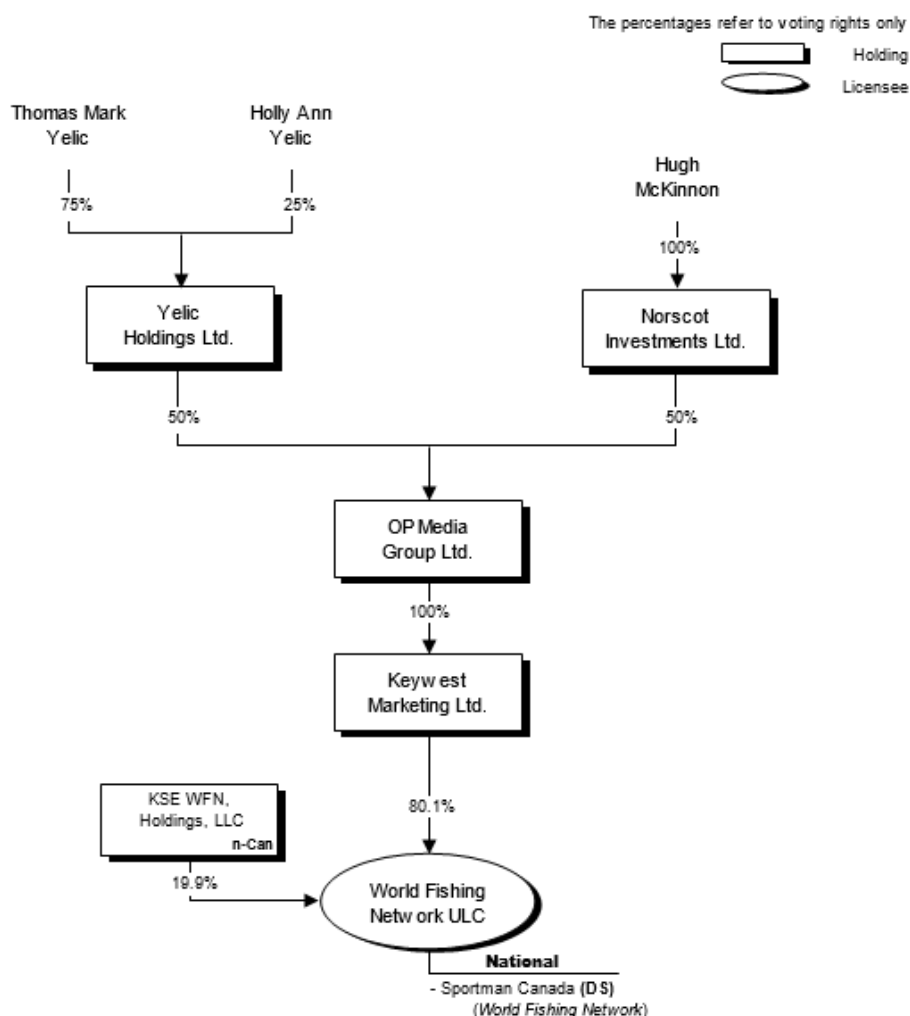 The percentages refer to voting rights only
Holding
Licensee
Thomas Mark
Yelic
Holly Ann
Yelic
Hugh
McKinnon
75%
25%
100%
Yelic
Holdings Ltd.
Norscot
Investments Ltd.
50%
50%
OPMedia
Group Ltd.
100%
Keywest
Marketing Ltd.
KSE WFN,
Holdings, LLC
n-Can
80.1%
19.9%
World Fishing
Network ULC
National
- Sportman Canada (DS)
(World Fishing Network)